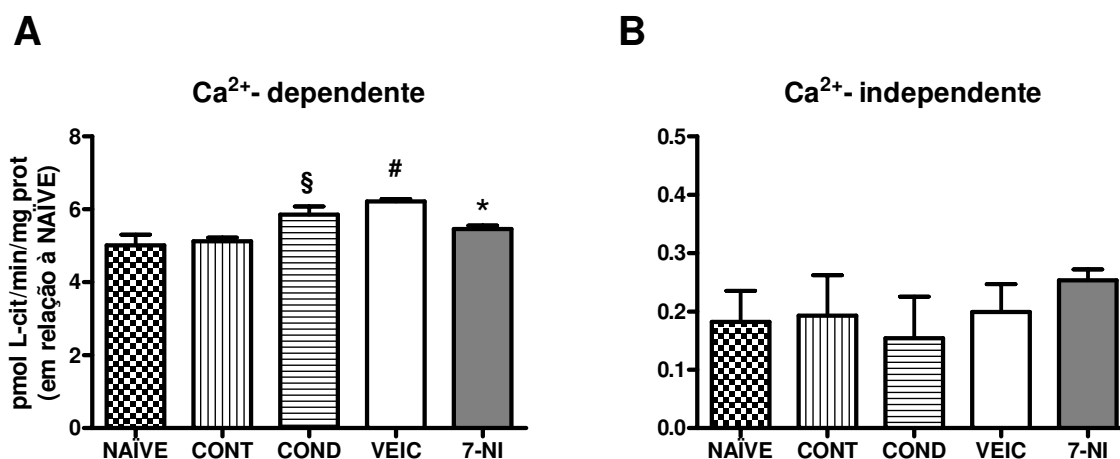 A
Ca²⁺- dependente
pmol L-cit/min/mg prot
(em relação à NAÏVE)
8
6
4
2
0
§
#
*
NAÏVE CONT COND VEIC 7-NI
B
Ca²⁺- independente
0.5
0.4
0.3
0.2
0.1
0.0
NAÏVE CONT COND VEIC 7-NI